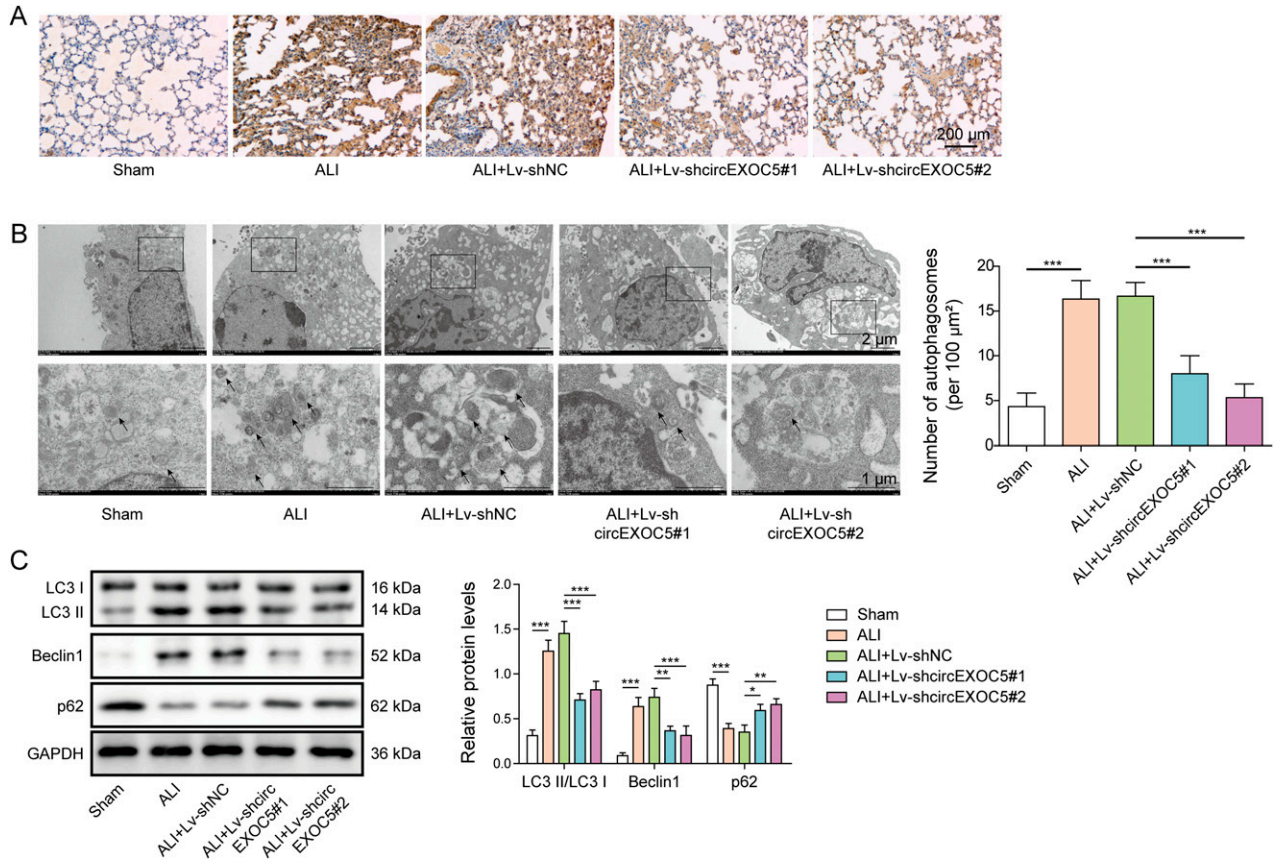 A
200 μm
Sham
ALI
ALI+Lv-shNC
ALI+Lv-shcircEXOC5#1
ALI+Lv-shcircEXOC5#2
B
2 μm
1 μm
Sham
ALI
ALI+Lv-shNC
ALI+Lv-sh
circEXOC5#1
ALI+Lv-sh
circEXOC5#2
Number of autophagosomes
(per 100 μm²)
20
15
10
5
0
***
***
***
Sham
ALI
ALI+Lv-shNC
ALI+Lv-shcircEXOC5#1
ALI+Lv-shcircEXOC5#2
C
LC3 I
16 kDa
LC3 II
14 kDa
Beclin1
52 kDa
p62
62 kDa
GAPDH
36 kDa
Sham
ALI
ALI+Lv-shNC
ALI+Lv-shcirc
EXOC5#1
ALI+Lv-shcirc
EXOC5#2
Relative protein levels
2.0
1.5
1.0
0.5
0.0
***
***
***
***
**
***
***
*
**
LC3 II/LC3 I
Beclin1
p62
Sham
ALI
ALI+Lv-shNC
ALI+Lv-shcircEXOC5#1
ALI+Lv-shcircEXOC5#2